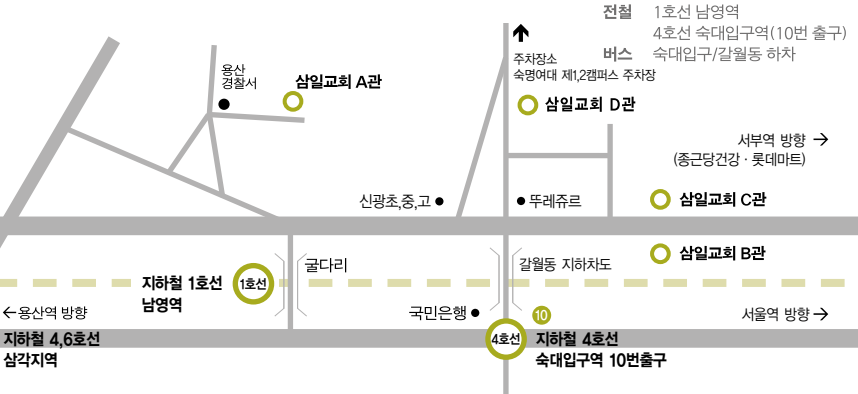 전철 1호선 남영역
4호선 숙대입구역(10번 출구)
버스 숙대입구/갈월동 하차
주차장소
숙명여대 제1,2캠퍼스 주차장
용산
경찰서
삼일교회 A관
삼일교회 D관
서부역 방향
(종근당건강 · 롯데마트)
신광초,중,고
뚜레쥬르
삼일교회 C관
삼일교회 B관
굴다리
갈월동 지하차도
지하철 1호선
남영역
1호선
용산역 방향
국민은행
10
서울역 방향
지하철 4,6호선
삼각지역
4호선
지하철 4호선
숙대입구역 10번출구